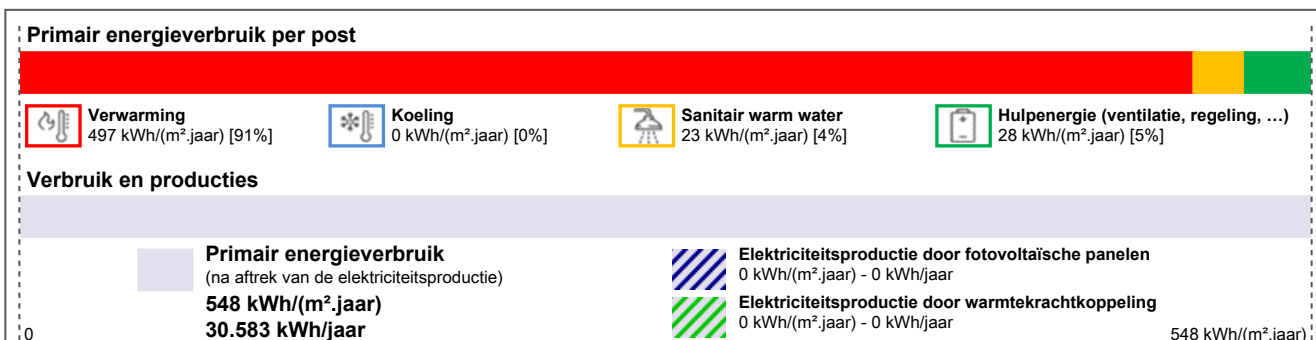 Primair energieverbruik per post
Verwarming
497 kWh/(m².jaar) [91%]
Koeling
0 kWh/(m².jaar) [0%]
Sanitair warm water
23 kWh/(m².jaar) [4%]
Hulpenergie (ventilatie, regeling, …)
28 kWh/(m².jaar) [5%]
Verbruik en producties
Primair energieverbruik
(na aftrek van de elektriciteitsproductie)
548 kWh/(m².jaar)
30.583 kWh/jaar
Elektriciteitsproductie door fotovoltaïsche panelen
0 kWh/(m².jaar) - 0 kWh/jaar
Elektriciteitsproductie door warmtekrachtkoppeling
0 kWh/(m².jaar) - 0 kWh/jaar
0
548 kWh/(m².jaar)